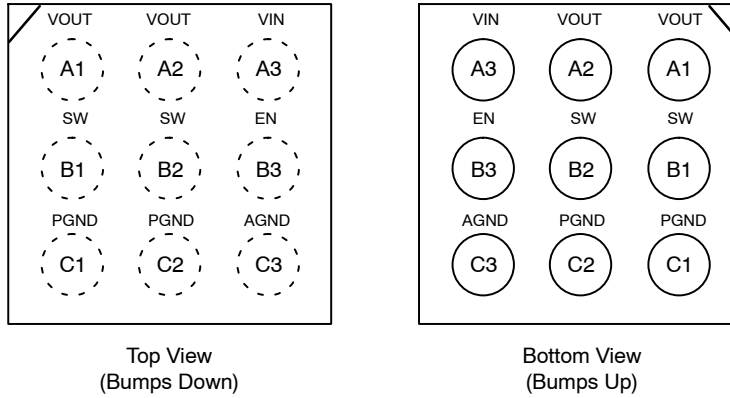 VOUT VOUT VIN
A1 A2 A3
SW SW EN
B1 B2 B3
PGND PGND AGND
C1 C2 C3
Top View
(Bumps Down)
VIN VOUT VOUT
A3 A2 A1
EN SW SW
B3 B2 B1
AGND PGND PGND
C3 C2 C1
Bottom View
(Bumps Up)